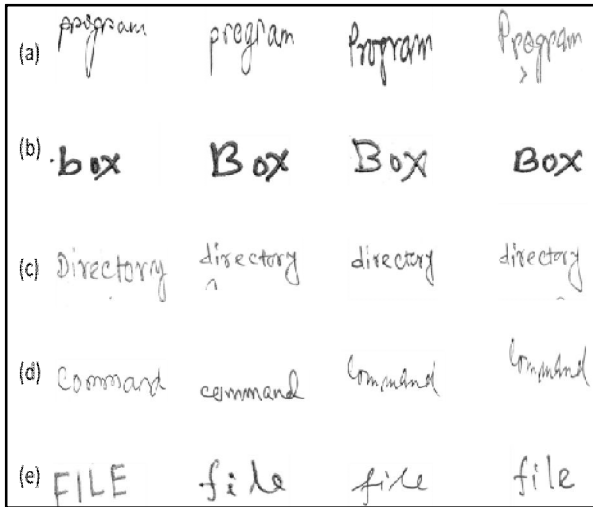 (a) program program Program Program
(b) box Box Box Box
(c) Directory directory directory directory
(d) Command command Command Command
(e) FILE file file file